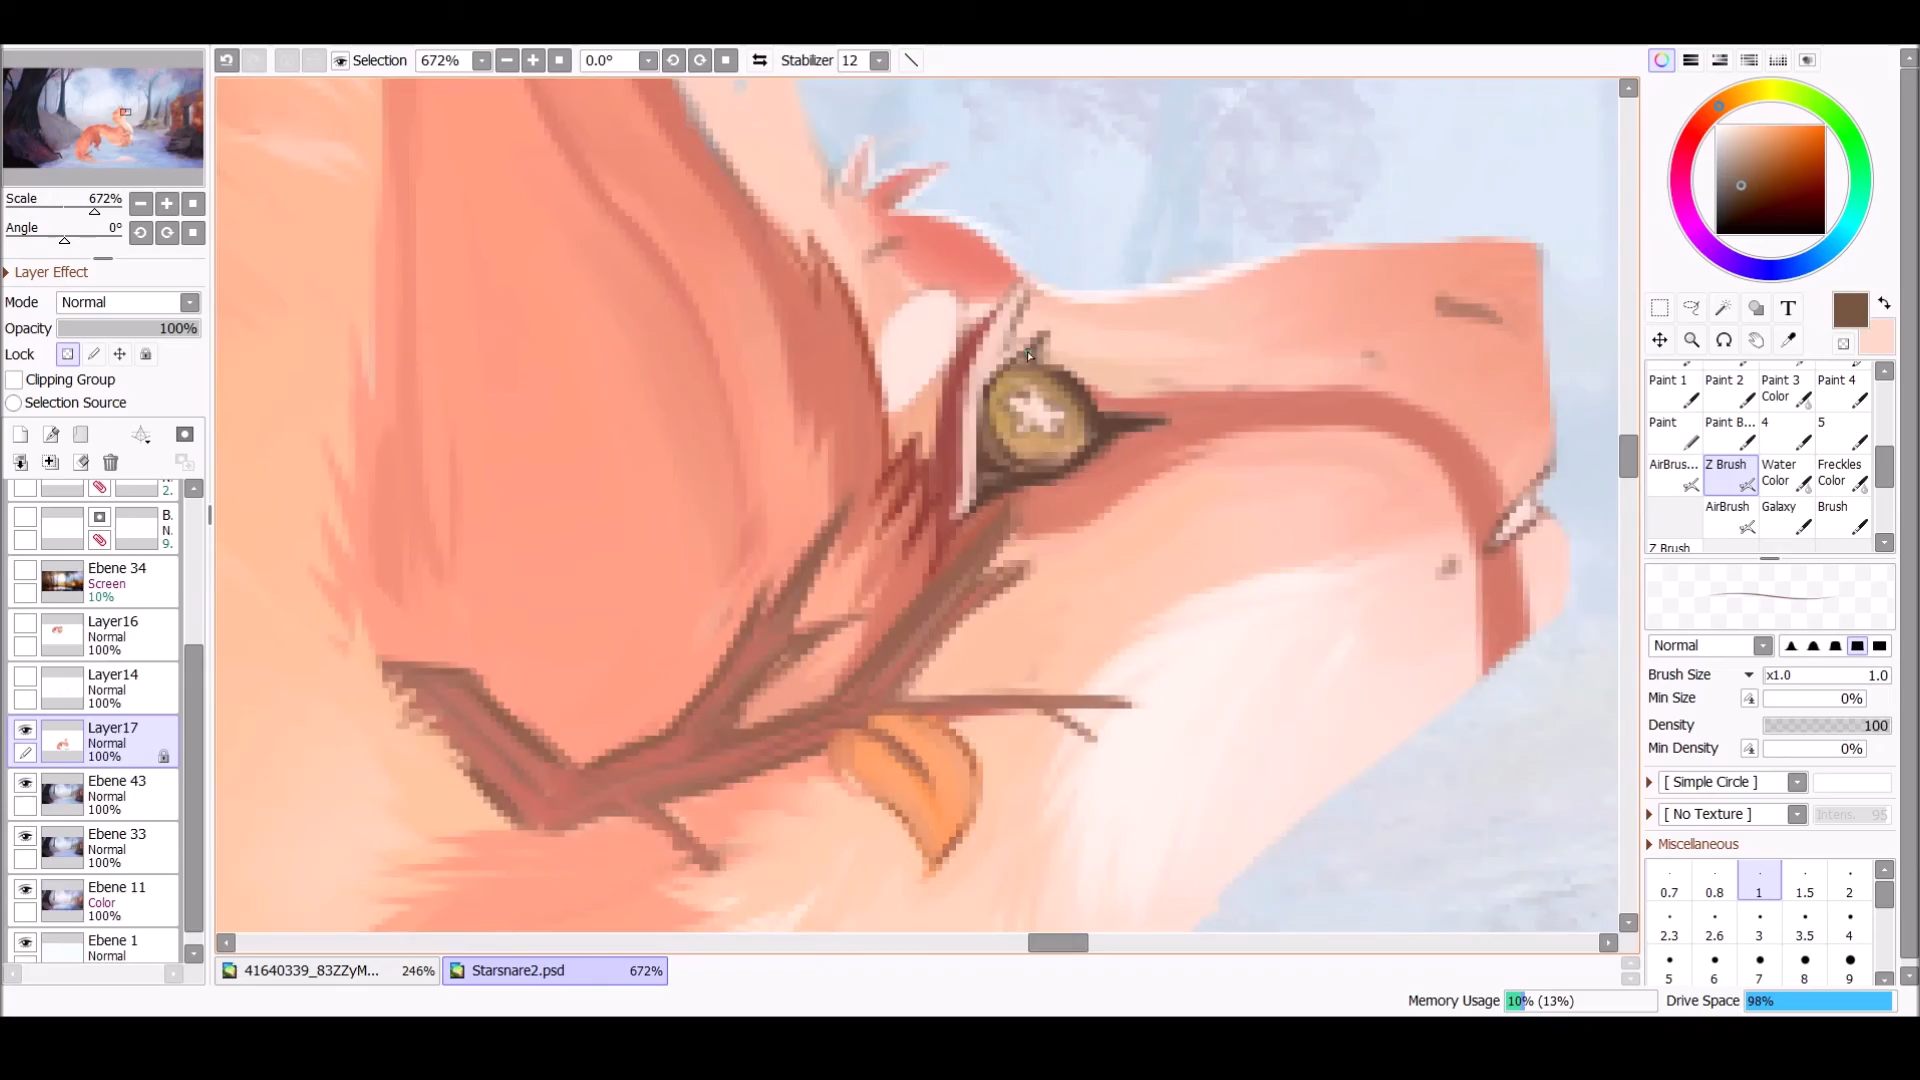 Selection 672% 0.0° Stabilizer 12
Scale 672%
Angle 0°
Layer Effect
Mode Normal
Opacity 100%
Lock
Clipping Group
Selection Source
2.
B.
N.
9.
Ebene 34
Screen
10%
Layer16
Normal
100%
Layer14
Normal
100%
Layer17
Normal
100%
Ebene 43
Normal
100%
Ebene 33
Normal
100%
Ebene 11
Color
100%
Ebene 1
Normal
41640339_83ZZyM... 246%
Starsnare2.psd 672%
T
Paint 1 Paint 2 Paint 3 Color Paint 4
Paint Paint B... 4 5
AirBrus... Z Brush Water Color Freckles Color
AirBrush Galaxy Brush
Z Brush
Normal
Brush Size x1.0 1.0
Min Size 0%
Density 100
Min Density 0%
[ Simple Circle ]
[ No Texture ] Intens. 95
Miscellaneous
0.7 0.8 1 1.5 2
2.3 2.6 3 3.5 4
5 6 7 8 9
Memory Usage 10% (13%) Drive Space 98%